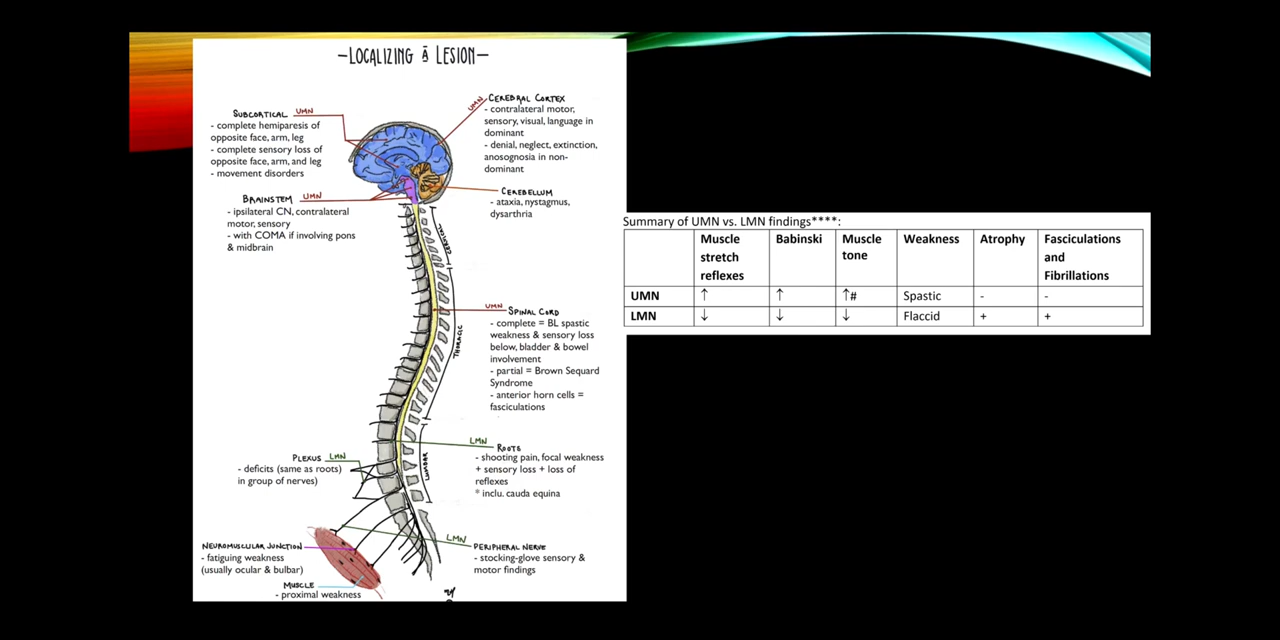 -LOCALIZING A LESION-
SUBCORTICAL UMN
- complete hemiparesis of
opposite face, arm, leg
- complete sensory loss of
opposite face, arm, and leg
- movement disorders
UMN CEREBRAL CORTEX
- contralateral motor,
sensory, visual, language in
dominant
- denial, neglect, extinction,
anosognosia in non-
dominant
BRAINSTEM UMN
- ipsilateral CN, contralateral
motor, sensory
- with COMA if involving pons
& midbrain
CEREBELLUM
- ataxia, nystagmus,
dysarthria
CERVICAL
THORACIC
LUMBAR
UMN SPINAL CORD
- complete = BL spastic
weakness & sensory loss
below, bladder & bowel
involvement
- partial = Brown Sequard
Syndrome
- anterior horn cells =
fasciculations
LMN ROOTS
- shooting pain, focal weakness
+ sensory loss + loss of
reflexes
* inclu. cauda equina
PLEXUS LMN
- deficits (same as roots)
in group of nerves)
LMN PERIPHERAL NERVE
- stocking-glove sensory &
motor findings
NEUROMUSCULAR JUNCTION
- fatiguing weakness
(usually ocular & bulbar)
MUSCLE
- proximal weakness
Summary of UMN vs. LMN findings****:
Muscle stretch reflexes Babinski Muscle tone Weakness Atrophy Fasciculations and Fibrillations
UMN ↑ ↑ ↑# Spastic - -
LMN ↓ ↓ ↓ Flaccid + +